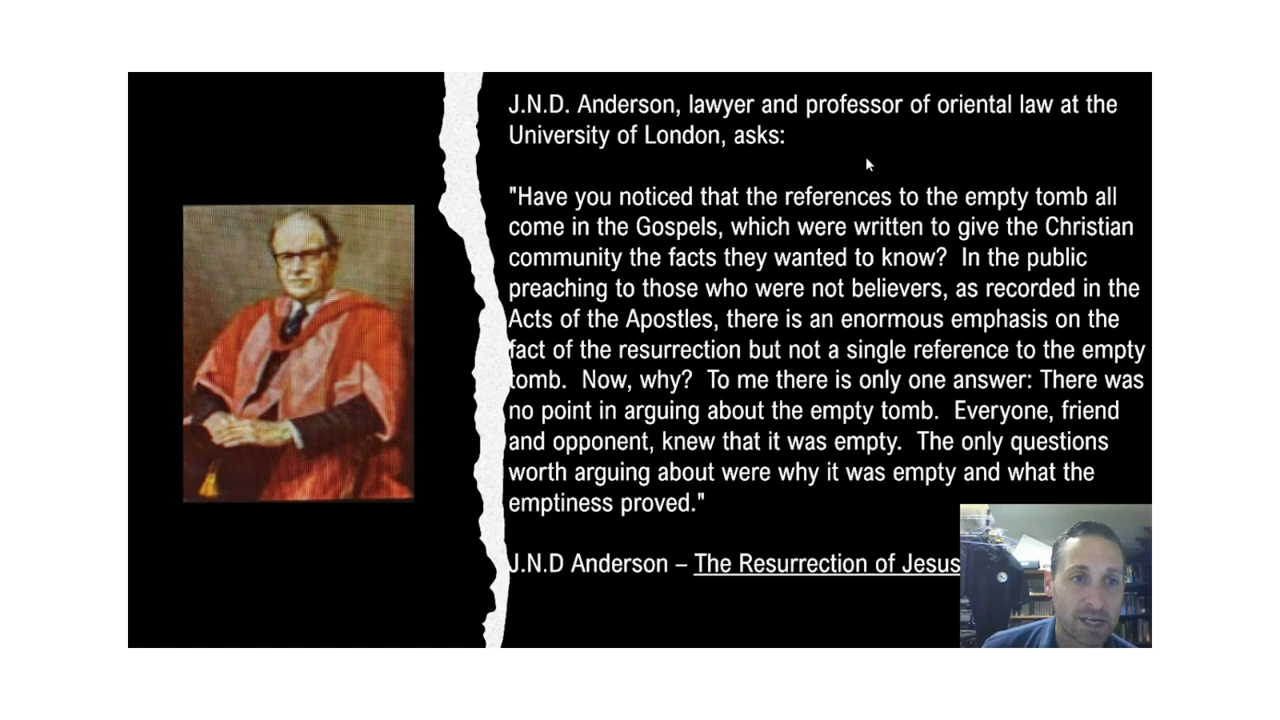 J.N.D. Anderson, lawyer and professor of oriental law at the
University of London, asks:
"Have you noticed that the references to the empty tomb all
come in the Gospels, which were written to give the Christian
community the facts they wanted to know?  In the public
preaching to those who were not believers, as recorded in the
Acts of the Apostles, there is an enormous emphasis on the
fact of the resurrection but not a single reference to the empty
tomb.  Now, why?  To me there is only one answer: There was
no point in arguing about the empty tomb.  Everyone, friend
and opponent, knew that it was empty.  The only questions
worth arguing about were why it was empty and what the
emptiness proved."
J.N.D Anderson – The Resurrection of Jesus